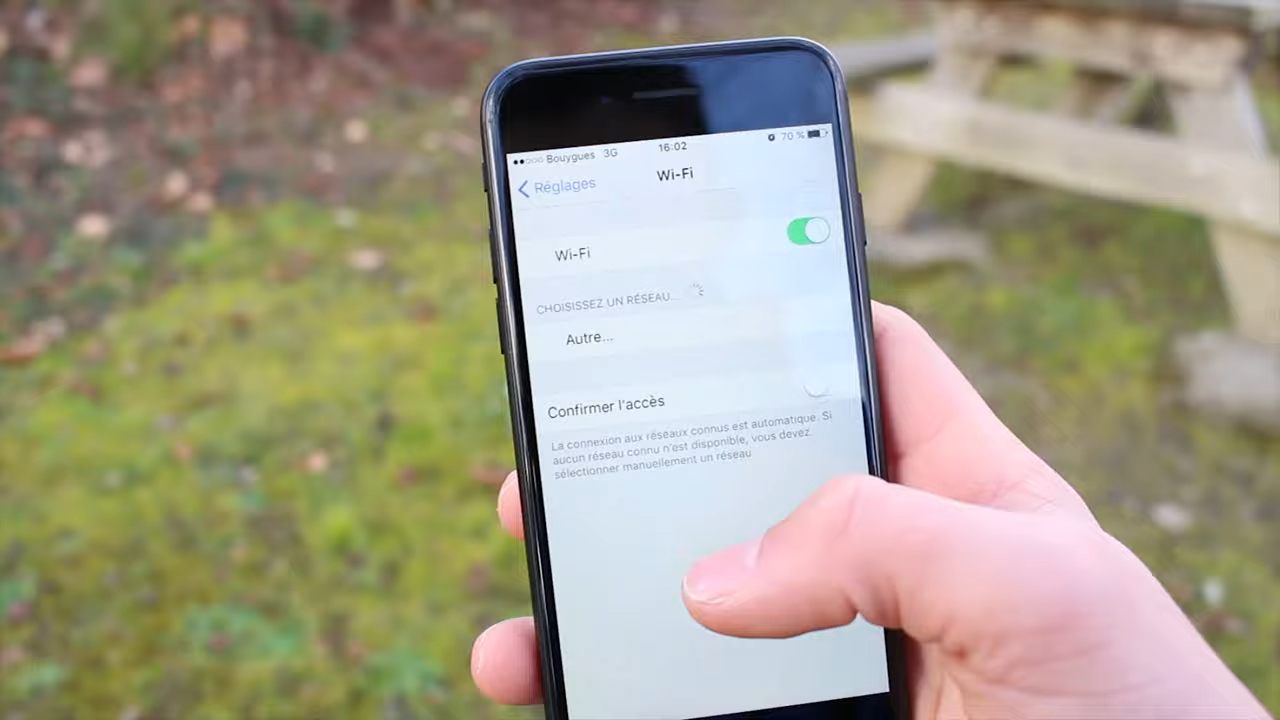 Bouygues 3G 16:02 70 %
Réglages Wi-Fi
Wi-Fi
CHOISISSEZ UN RÉSEAU...
Autre...
Confirmer l'accès
La connexion aux réseaux connus est automatique. Si
aucun réseau connu n'est disponible, vous devez
sélectionner manuellement un réseau